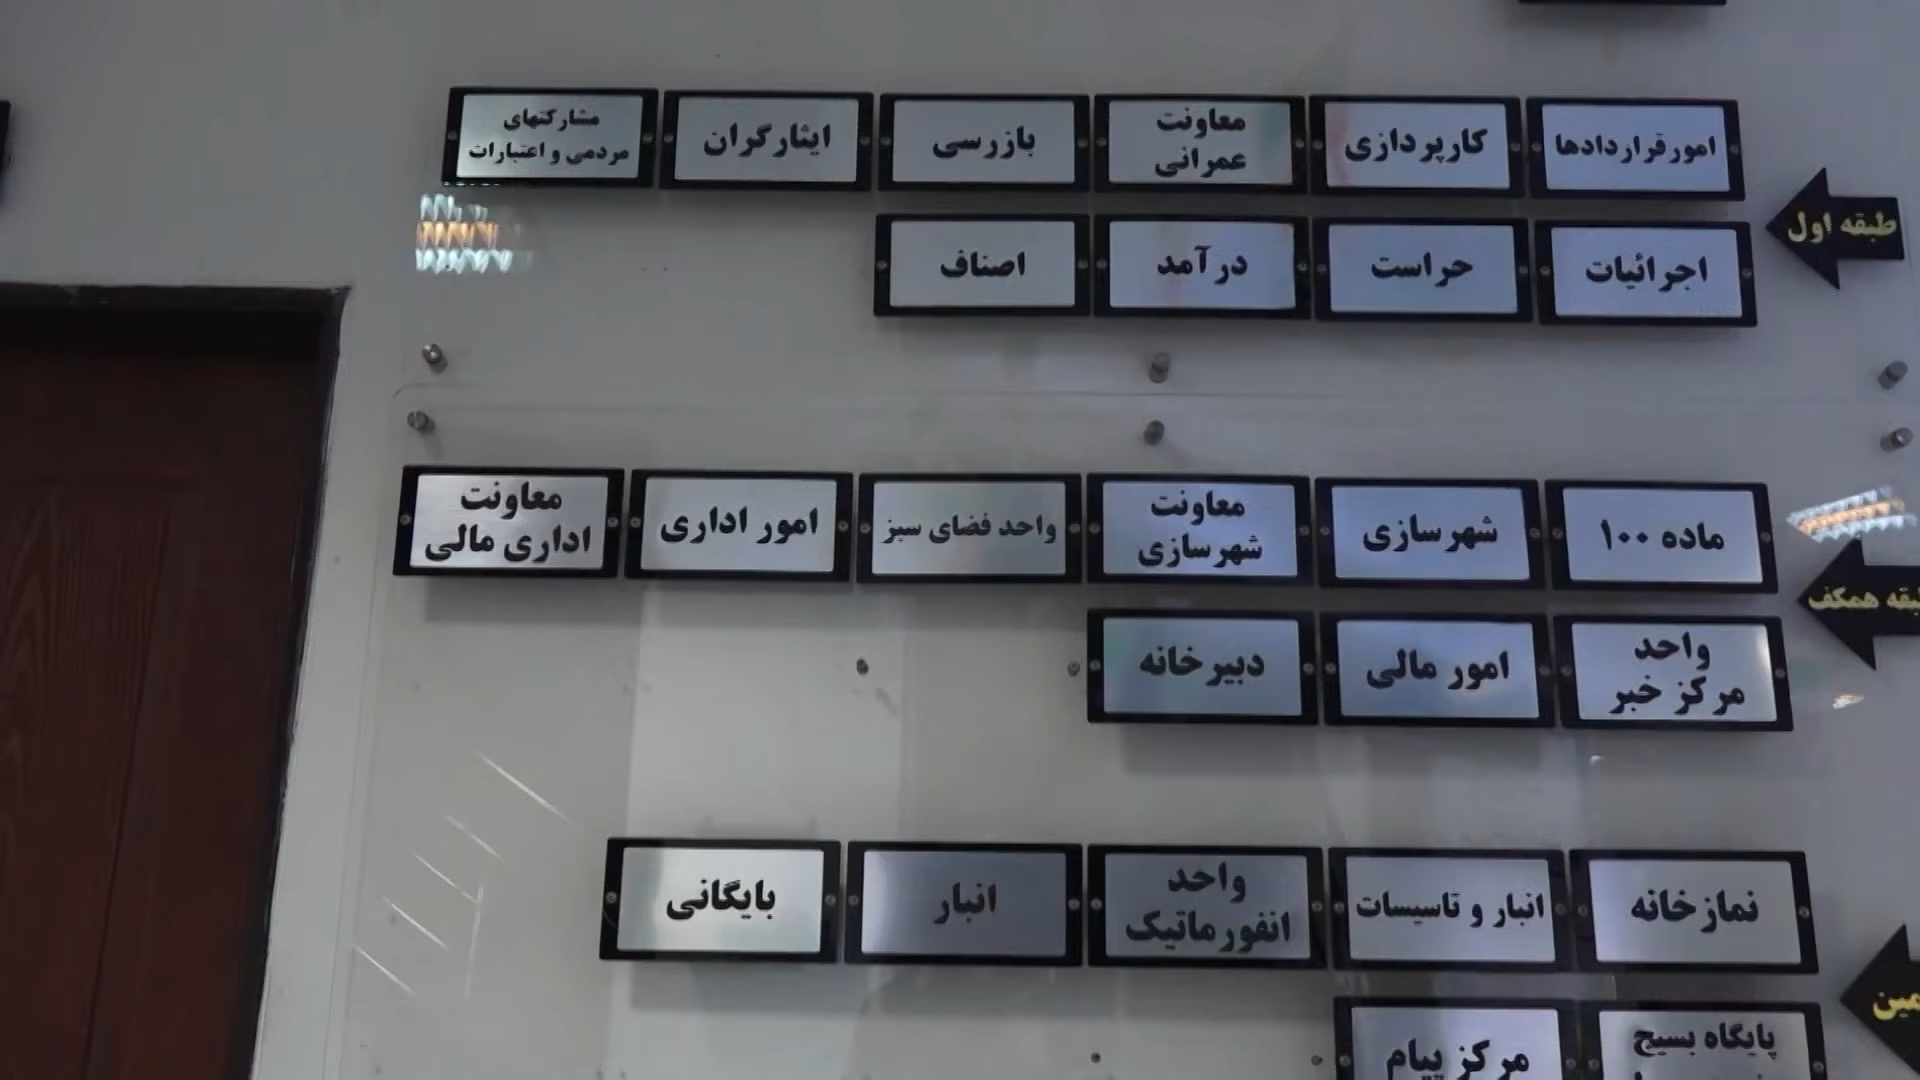 امورقراردادها
کارپردازی
معاونت
عمرانی
بازرسی
ایثارگران
مشارکتهای
مردمی و اعتبارات
طبقه اول
اجرائیات
حراست
درآمد
اصناف
ماده ۱۰۰
شهرسازی
معاونت
شهرسازی
واحد فضای سبز
امور اداری
معاونت
اداری مالی
همکف
واحد
مرکز خبر
امور مالی
دبیرخانه
نمازخانه
انبار و تاسیسات
واحد
انفورماتیک
انبار
بایگانی
پایگاه بسیج
مرکز پیام